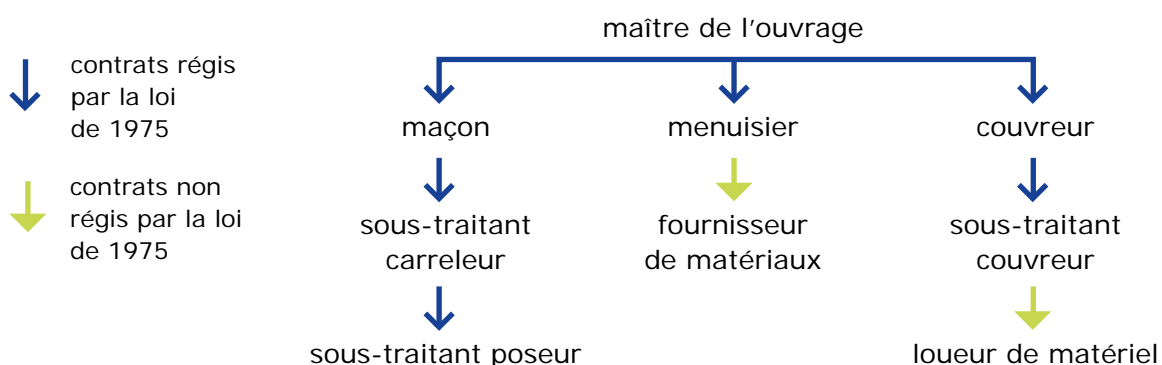 maître de l'ouvrage
contrats régis
par la loi
de 1975
maçon
menuisier
couvreur
contrats non
régis par la loi
de 1975
sous-traitant
carreleur
fournisseur
de matériaux
sous-traitant
couvreur
sous-traitant poseur
loueur de matériel